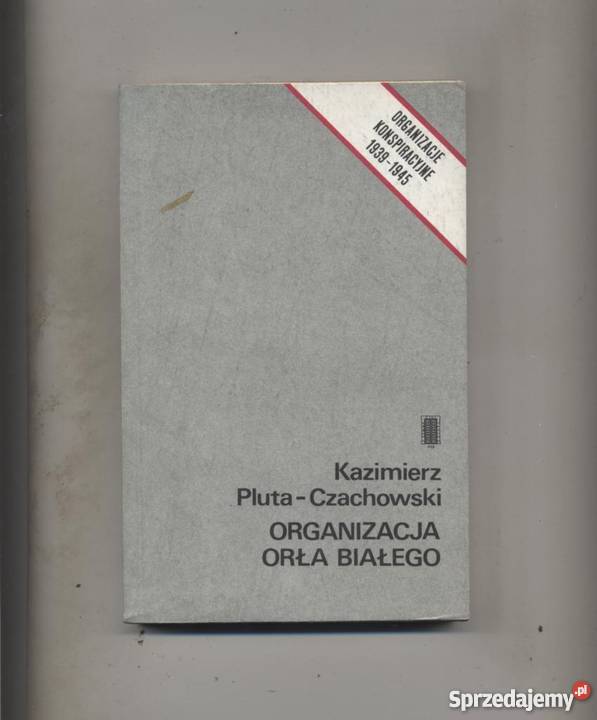 ORGANIZACJE
KONSPIRACYJNE
1939-1945
Kazimierz
Pluta-Czachowski
ORGANIZACJA
ORŁA BIAŁEGO
Sprzedajemy.pl